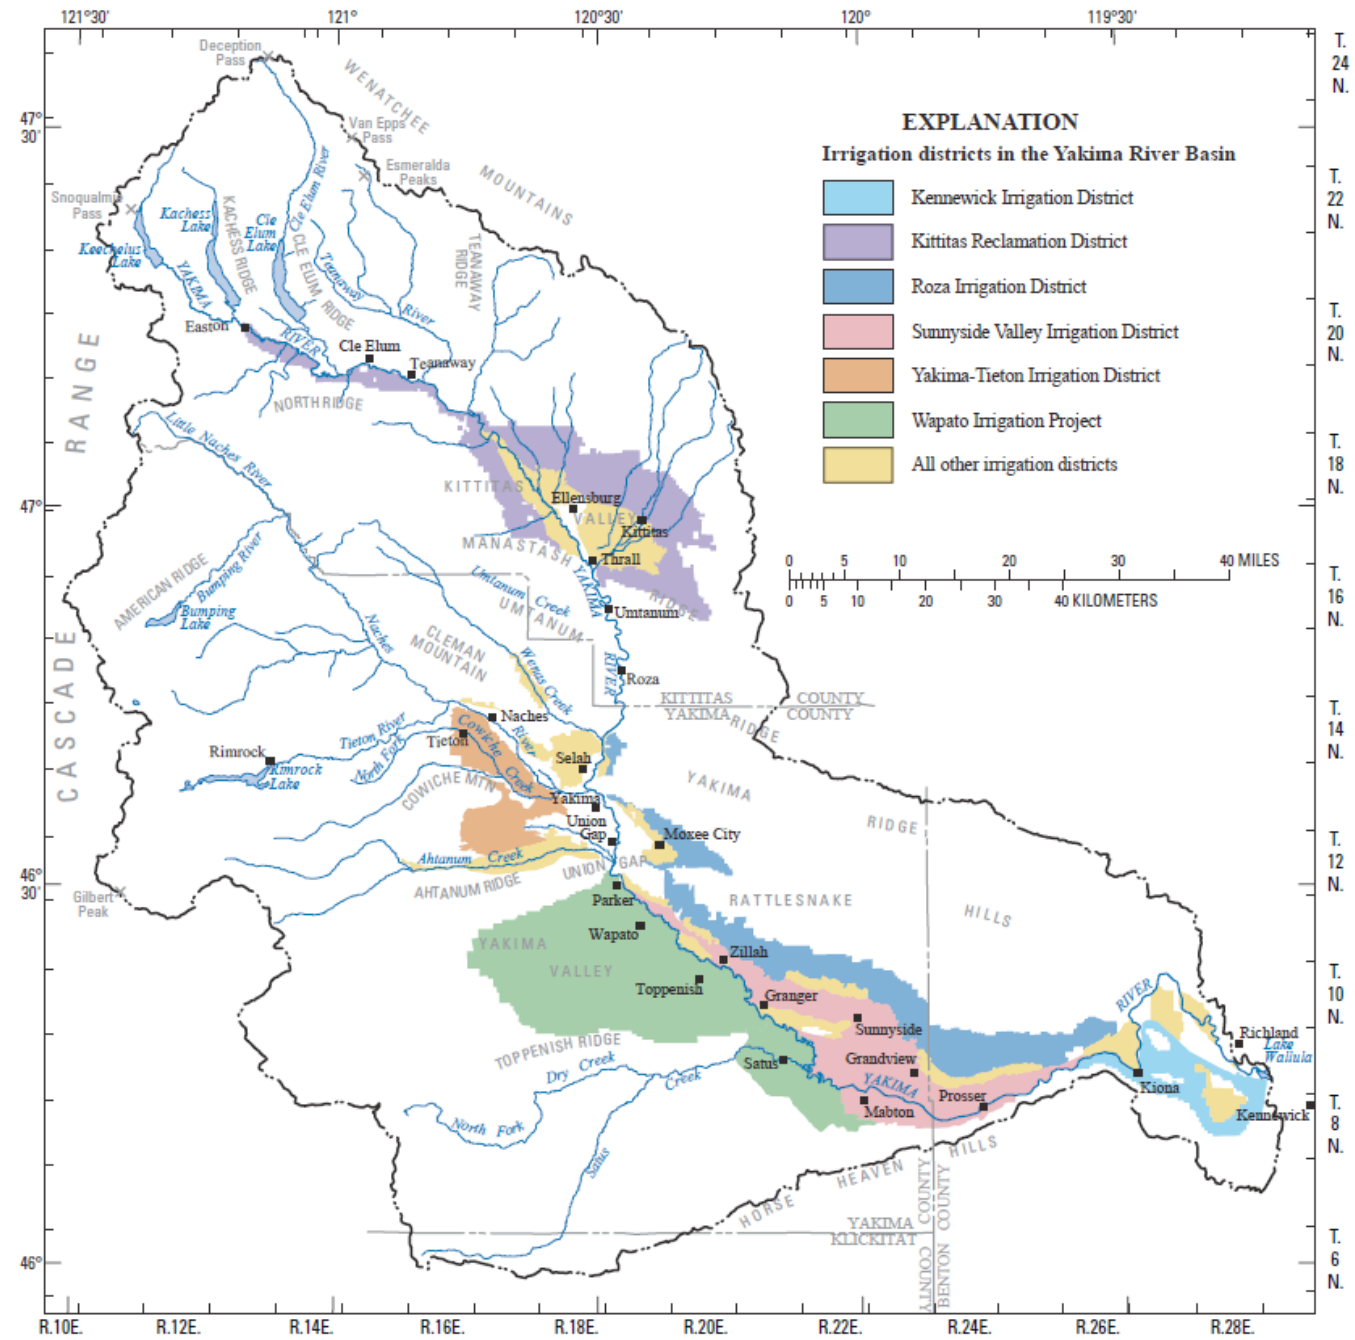 121°30'
121°
120°30'
120°
119°30'
T.
24
N.
T.
22
N.
T.
20
N.
T.
18
N.
T.
16
N.
T.
14
N.
T.
12
N.
T.
10
N.
T.
8
N.
T.
6
N.
47°
30'
47°
46°
30'
46°
R.10E.
R.12E.
R.14E.
R.16E.
R.18E.
R.20E.
R.22E.
R.24E.
R.26E.
R.28E.
EXPLANATION
Irrigation districts in the Yakima River Basin
Kennewick Irrigation District
Kittitas Reclamation District
Roza Irrigation District
Sunnyside Valley Irrigation District
Yakima-Tieton Irrigation District
Wapato Irrigation Project
All other irrigation districts
0 5 10 20 30 40 MILES
0 5 10 20 30 40 KILOMETERS
Deception
Pass
WENATCHEE
MOUNTAINS
Van Epps
Pass
Esmeralda
Peaks
Snoqualmie
Pass
Keechelus
Lake
Kachess
Lake
KACHESS RIDGE
Cle
Elum
Lake
Cle Elum River
CLE ELUM RIDGE
Teanaway
River
TEANAWAY
RIDGE
YAKIMA
RIVER
Easton
Cle Elum
Teanaway
NORTH RIDGE
CASCADE
RANGE
Little Naches River
KITTITAS
VALLEY
Ellensburg
Kittitas
Thrall
MANASTASH
RIDGE
YAKIMA
RIVER
Umtanum Creek
UMTANUM
Umtanum
Roza
AMERICAN RIDGE
Bumping River
Bumping
Lake
Naches
River
CLEMAN
MOUNTAIN
Wenas Creek
KITTITAS COUNTY
YAKIMA COUNTY
RIDGE
Naches
Tieton
Tieton River
North Fork
Cowiche
Creek
COWICHE MTN
Rimrock
Rimrock
Lake
Selah
Yakima
Union
Gap
Moxee City
YAKIMA
RIDGE
Ahtanum Creek
AHTANUM RIDGE
UNION GAP
Gilbert
Peak
RATTLESNAKE
HILLS
Parker
Wapato
YAKIMA
VALLEY
Toppenish
Zillah
Granger
Sunnyside
Grandview
Satus
YAKIMA
Mabton
Prosser
TOPPENISH RIDGE
Dry Creek
North Fork
Satus
Creek
RIVER
Richland
Lake
Wallula
Kiona
Kennewick
HORSE
HEAVEN
HILLS
YAKIMA
KLICKITAT
COUNTY
COUNTY
BENTON COUNTY